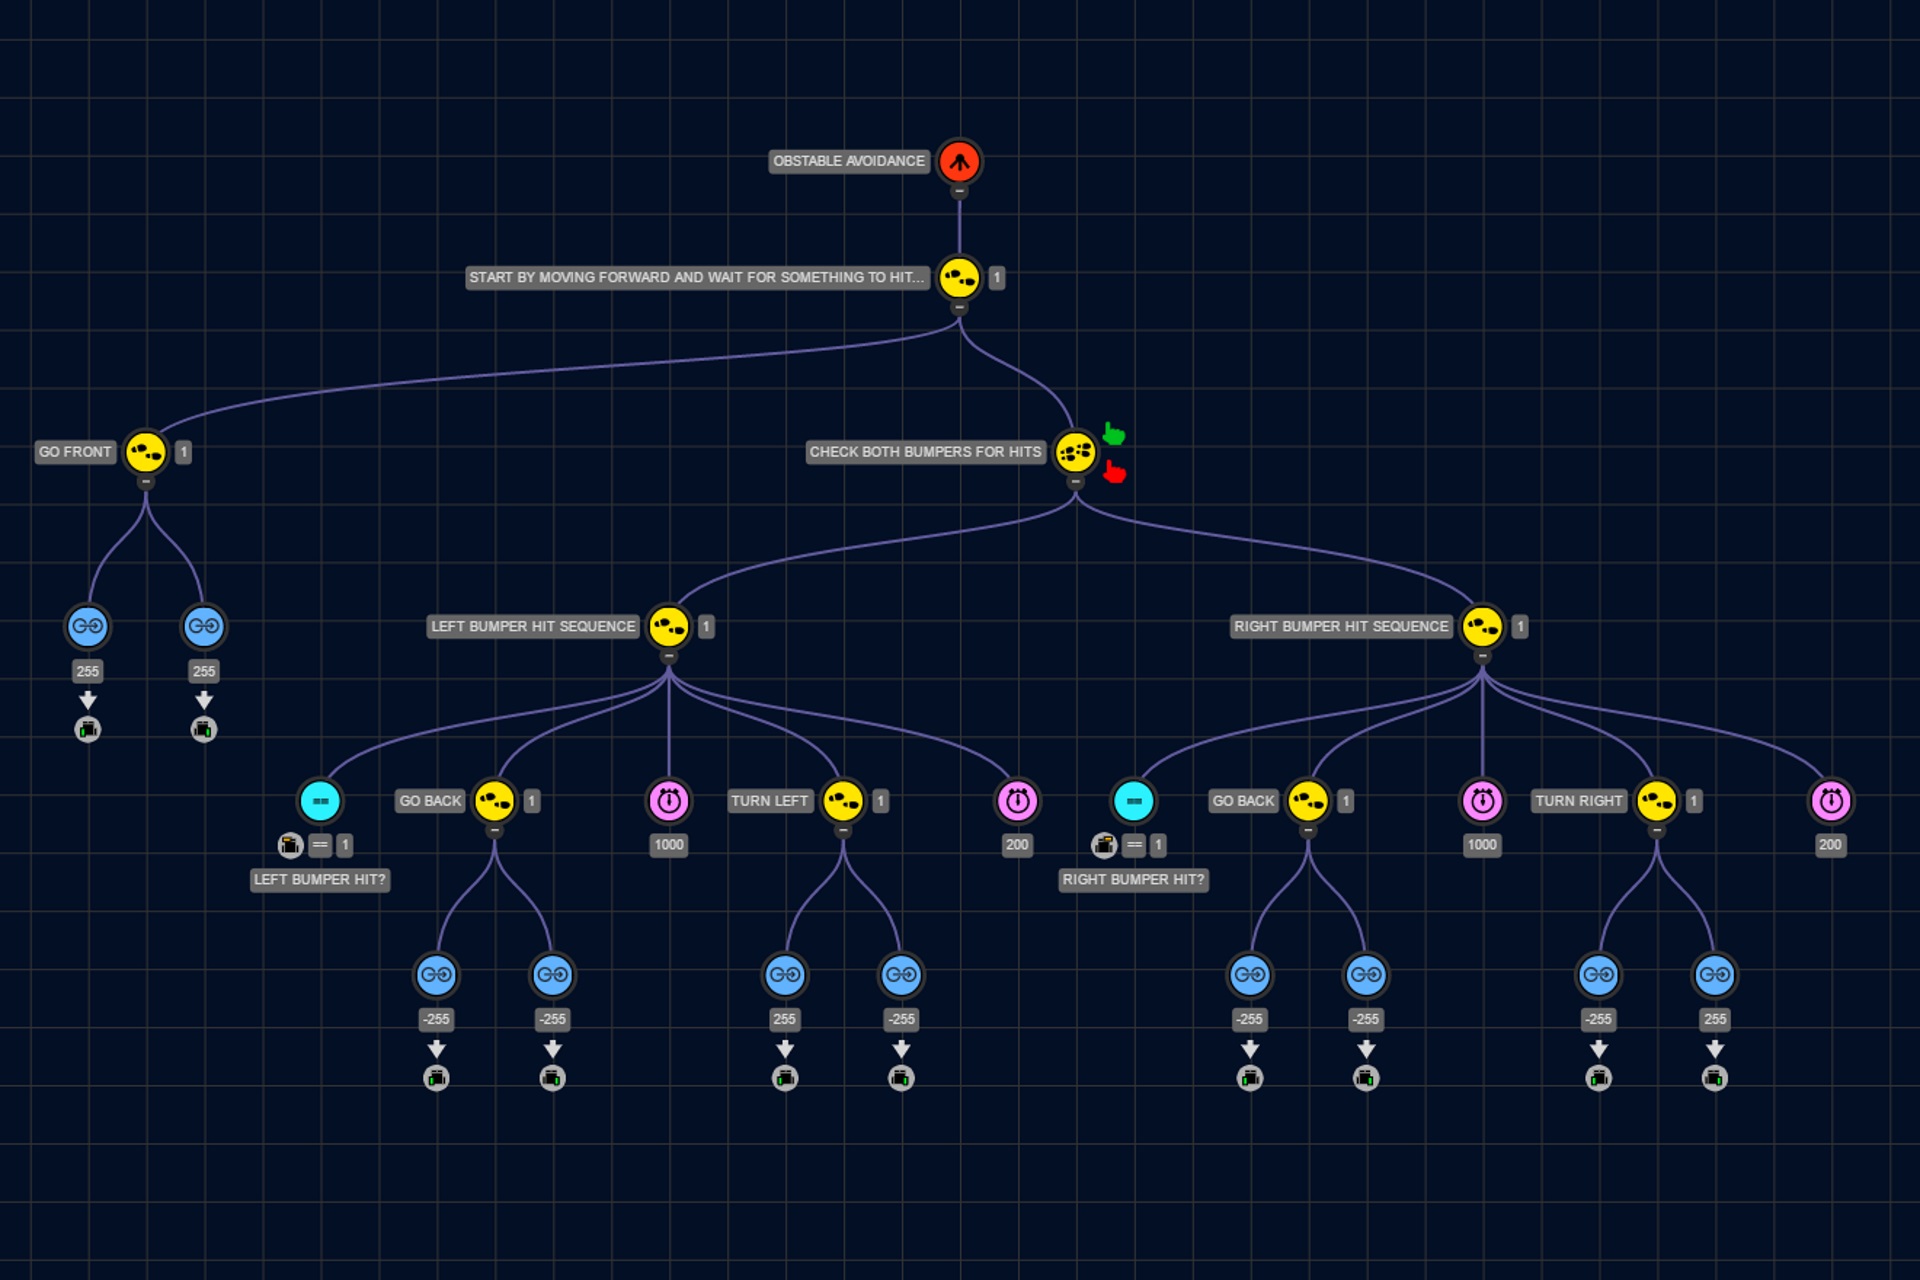 OBSTABLE AVOIDANCE
START BY MOVING FORWARD AND WAIT FOR SOMETHING TO HIT... 1
GO FRONT 1
CHECK BOTH BUMPERS FOR HITS
255 255
LEFT BUMPER HIT SEQUENCE 1
RIGHT BUMPER HIT SEQUENCE 1
== GO BACK 1 TURN LEFT 1 == GO BACK 1 TURN RIGHT 1
== 1 1000 200 == 1 1000 200
LEFT BUMPER HIT? RIGHT BUMPER HIT?
-255 -255 255 -255 -255 -255 -255 255